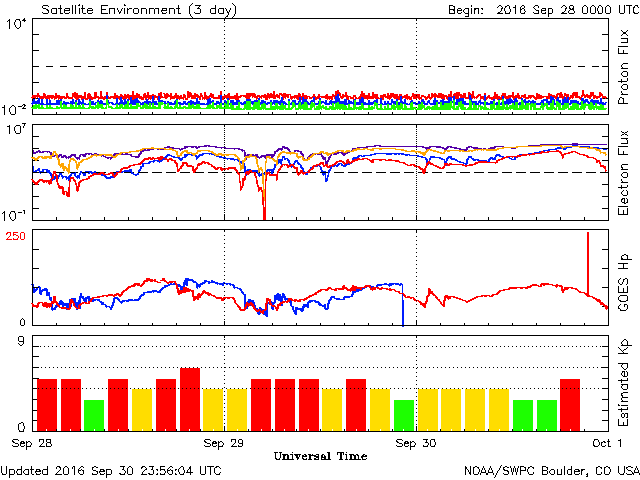 Satellite Environment (3 day) Begin: 2016 Sep 28 0000 UTC
10⁴
10⁻²
Proton Flux
10⁷
10⁻¹
Electron Flux
250
0
GOES Hp
9
0
Estimated Kp
Sep 28 Sep 29 Sep 30 Oct 1
Universal Time
Updated 2016 Sep 30 23:56:04 UTC NOAA/SWPC Boulder, CO USA